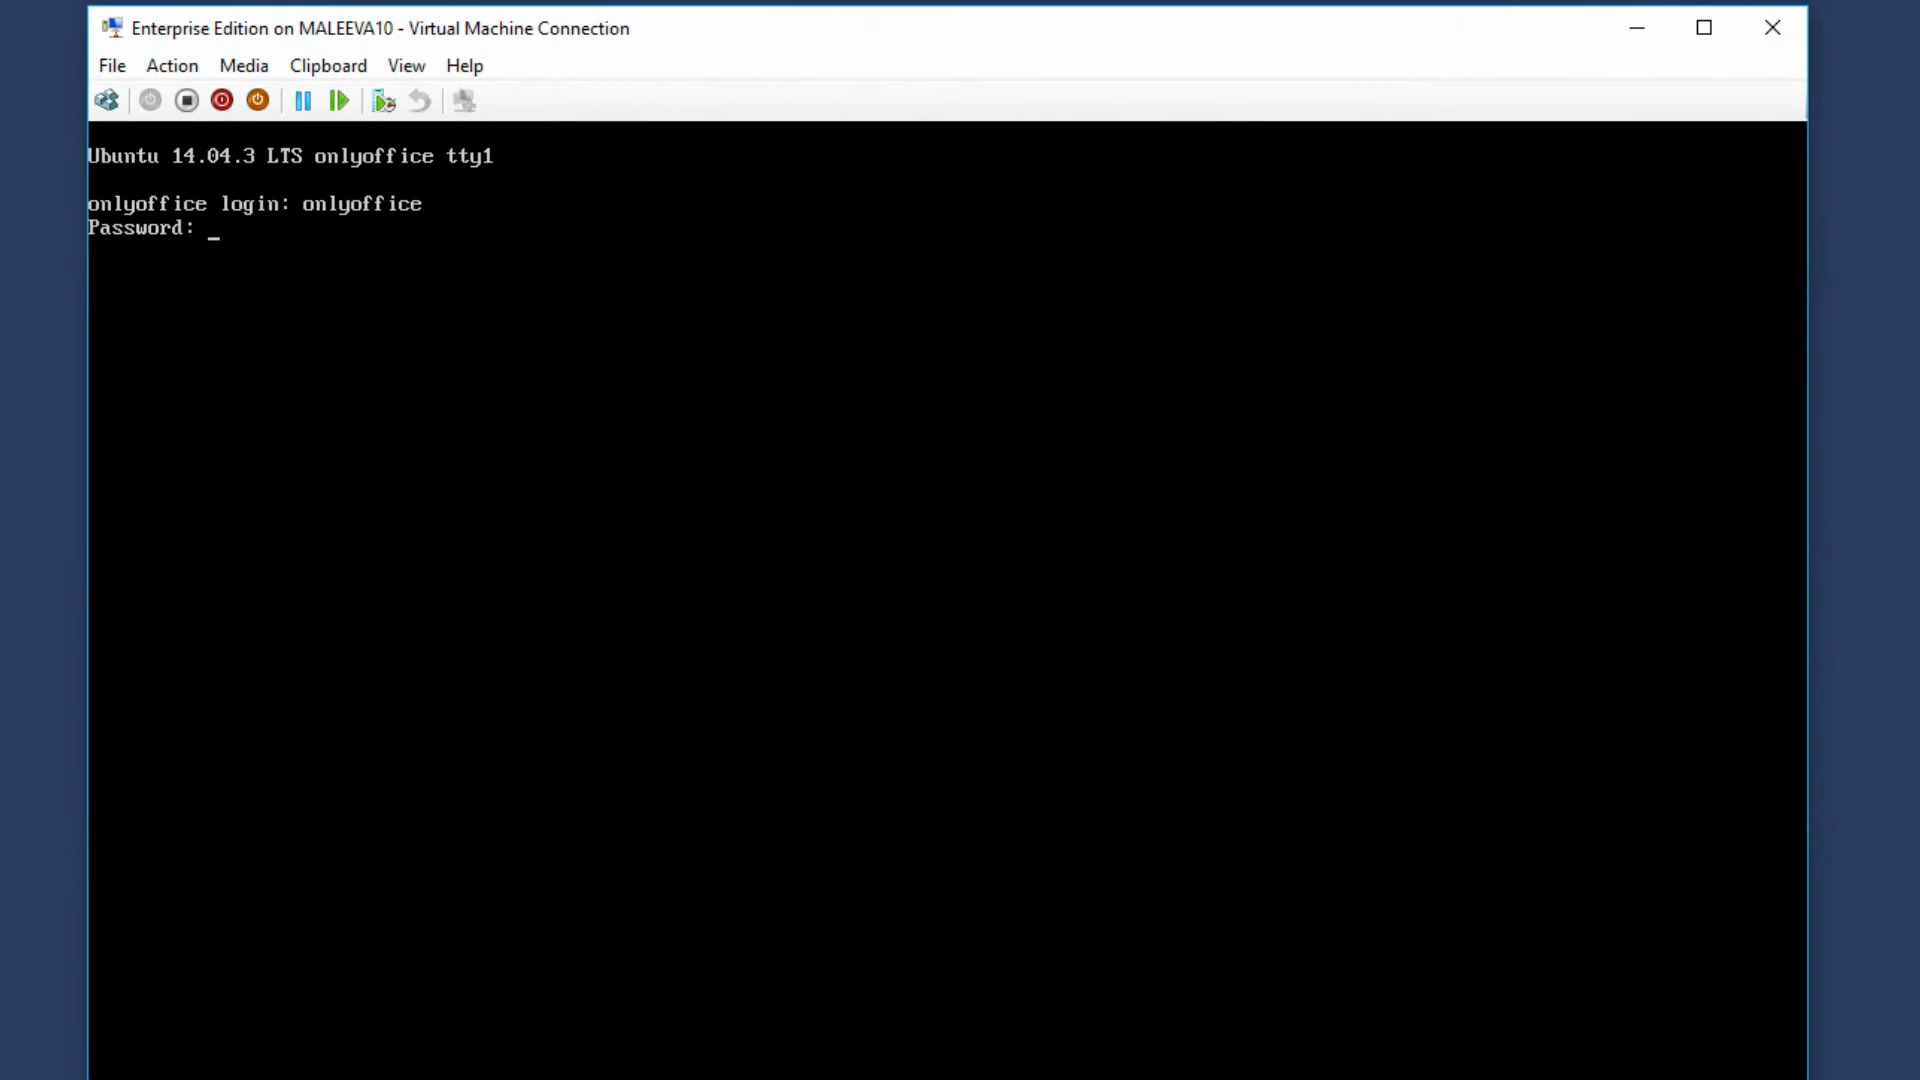 Enterprise Edition on MALEEVA10 - Virtual Machine Connection
File Action Media Clipboard View Help
Ubuntu 14.04.3 LTS onlyoffice tty1
onlyoffice login: onlyoffice
Password: _